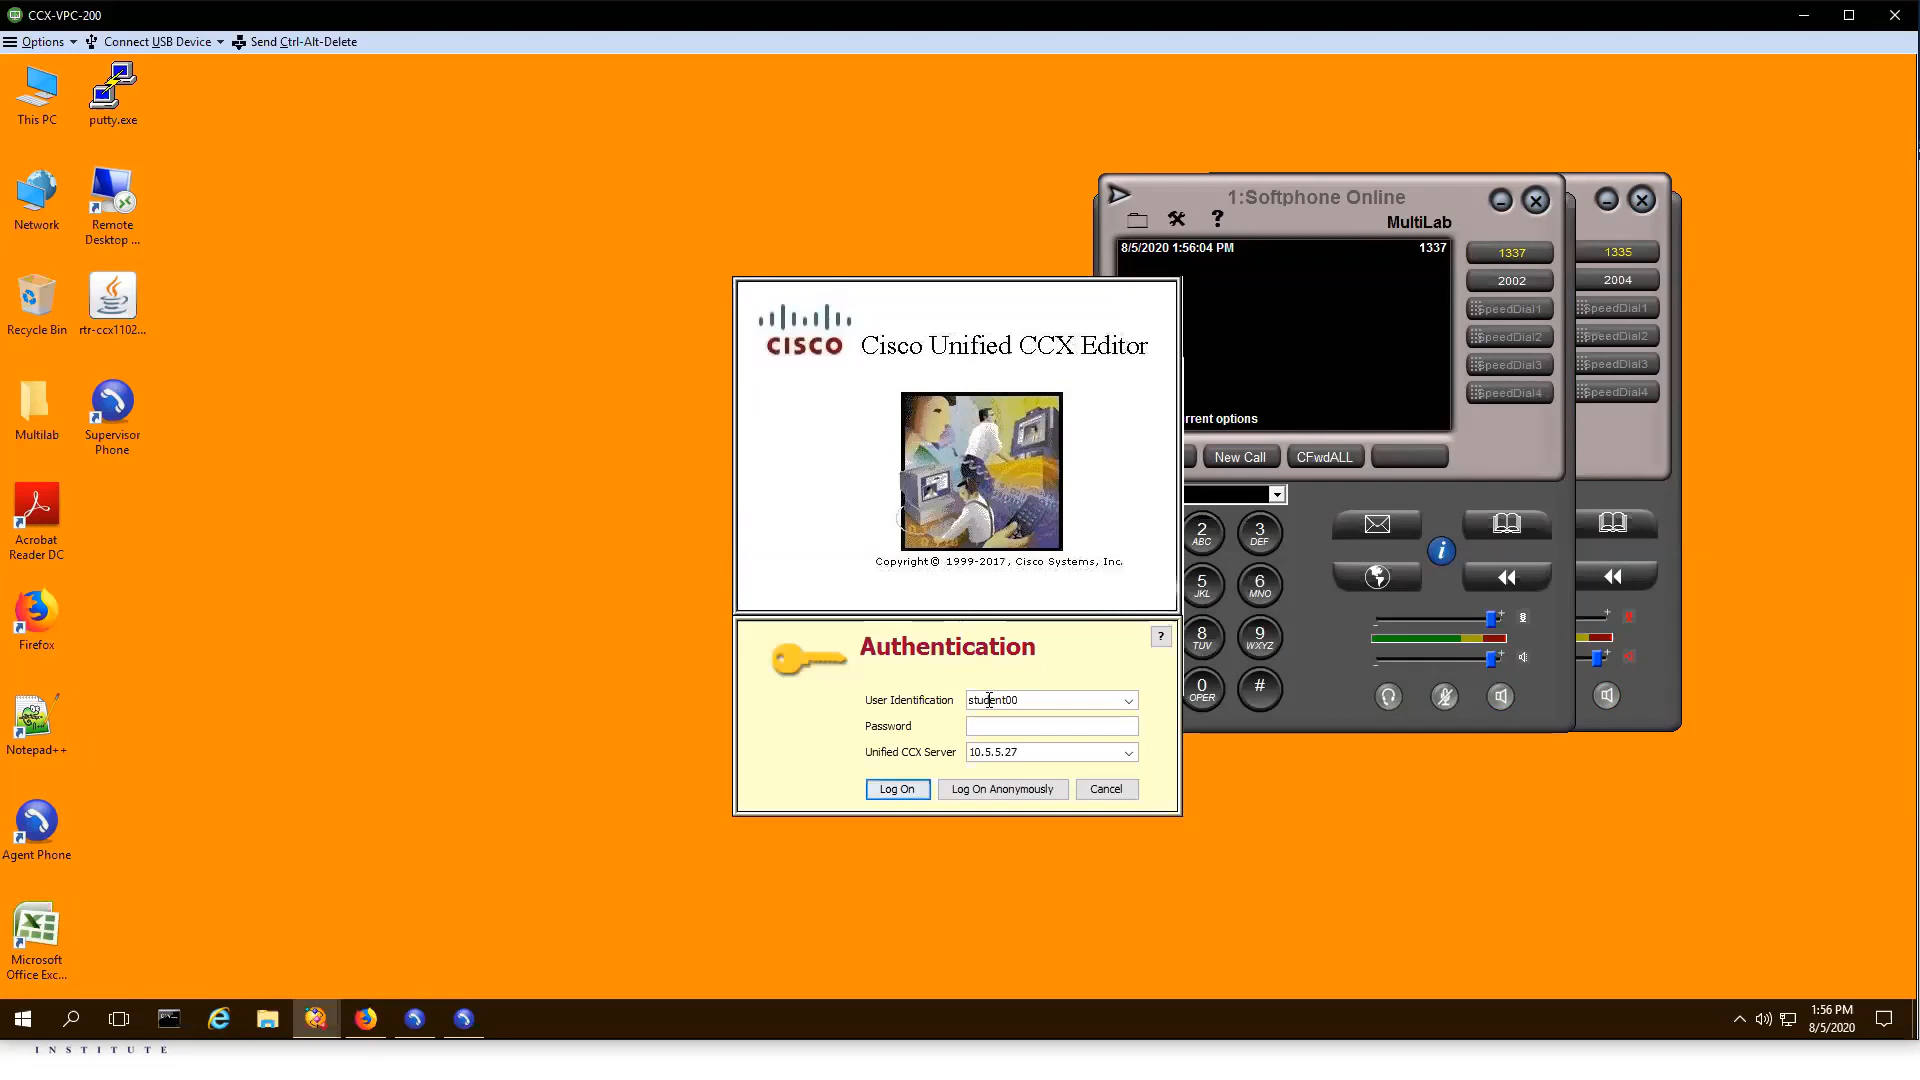 CCX-VPC-200
Options Connect USB Device Send Ctrl-Alt-Delete
This PC
putty.exe
Network
Remote
Desktop ...
Recycle Bin
rtr-ccx1102...
Multilab
Supervisor
Phone
Acrobat
Reader DC
Firefox
Notepad++
Agent Phone
Microsoft
Office Exc...
1:Softphone Online
MultiLab
8/5/2020 1:56:04 PM 1337
1337
2002
SpeedDial1
SpeedDial2
SpeedDial3
SpeedDial4
1335
2004
SpeedDial1
SpeedDial2
SpeedDial3
SpeedDial4
rrent options
New Call CFwdALL
2 ABC 3 DEF
5 JKL 6 MNO
8 TUV 9 WXYZ
0 OPER #
CISCO
Cisco Unified CCX Editor
Copyright© 1999-2017, Cisco Systems, Inc.
Authentication
?
User Identification student00
Password
Unified CCX Server 10.5.5.27
Log On Log On Anonymously Cancel
1:56 PM
8/5/2020
INSTITUTE